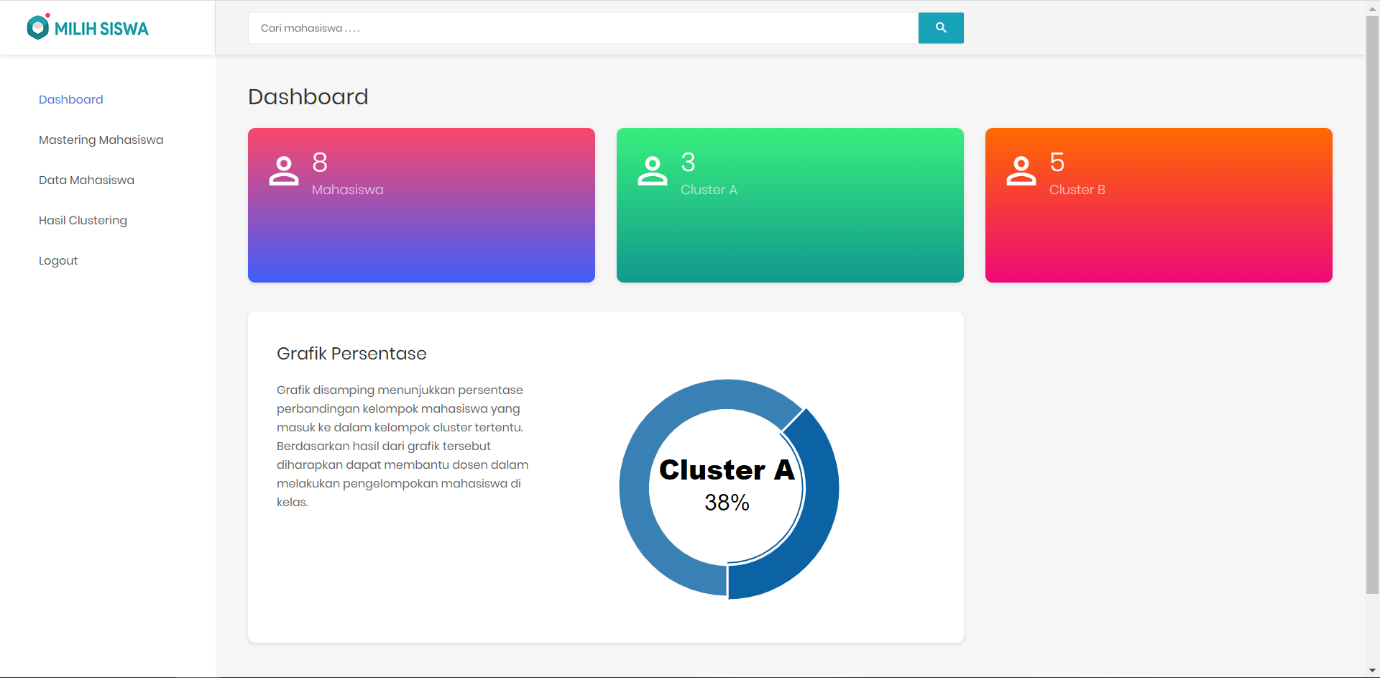 MILIH SISWA
Cari mahasiswa . . . .
Dashboard
Mastering Mahasiswa
Data Mahasiswa
Hasil Clustering
Logout
Dashboard
8
Mahasiswa
3
Cluster A
5
Cluster B
Grafik Persentase
Grafik disamping menunjukkan persentase
perbandingan kelompok mahasiswa yang
masuk ke dalam kelompok cluster tertentu.
Berdasarkan hasil dari grafik tersebut
diharapkan dapat membantu dosen dalam
melakukan pengelompokan mahasiswa di
kelas.
Cluster A
38%